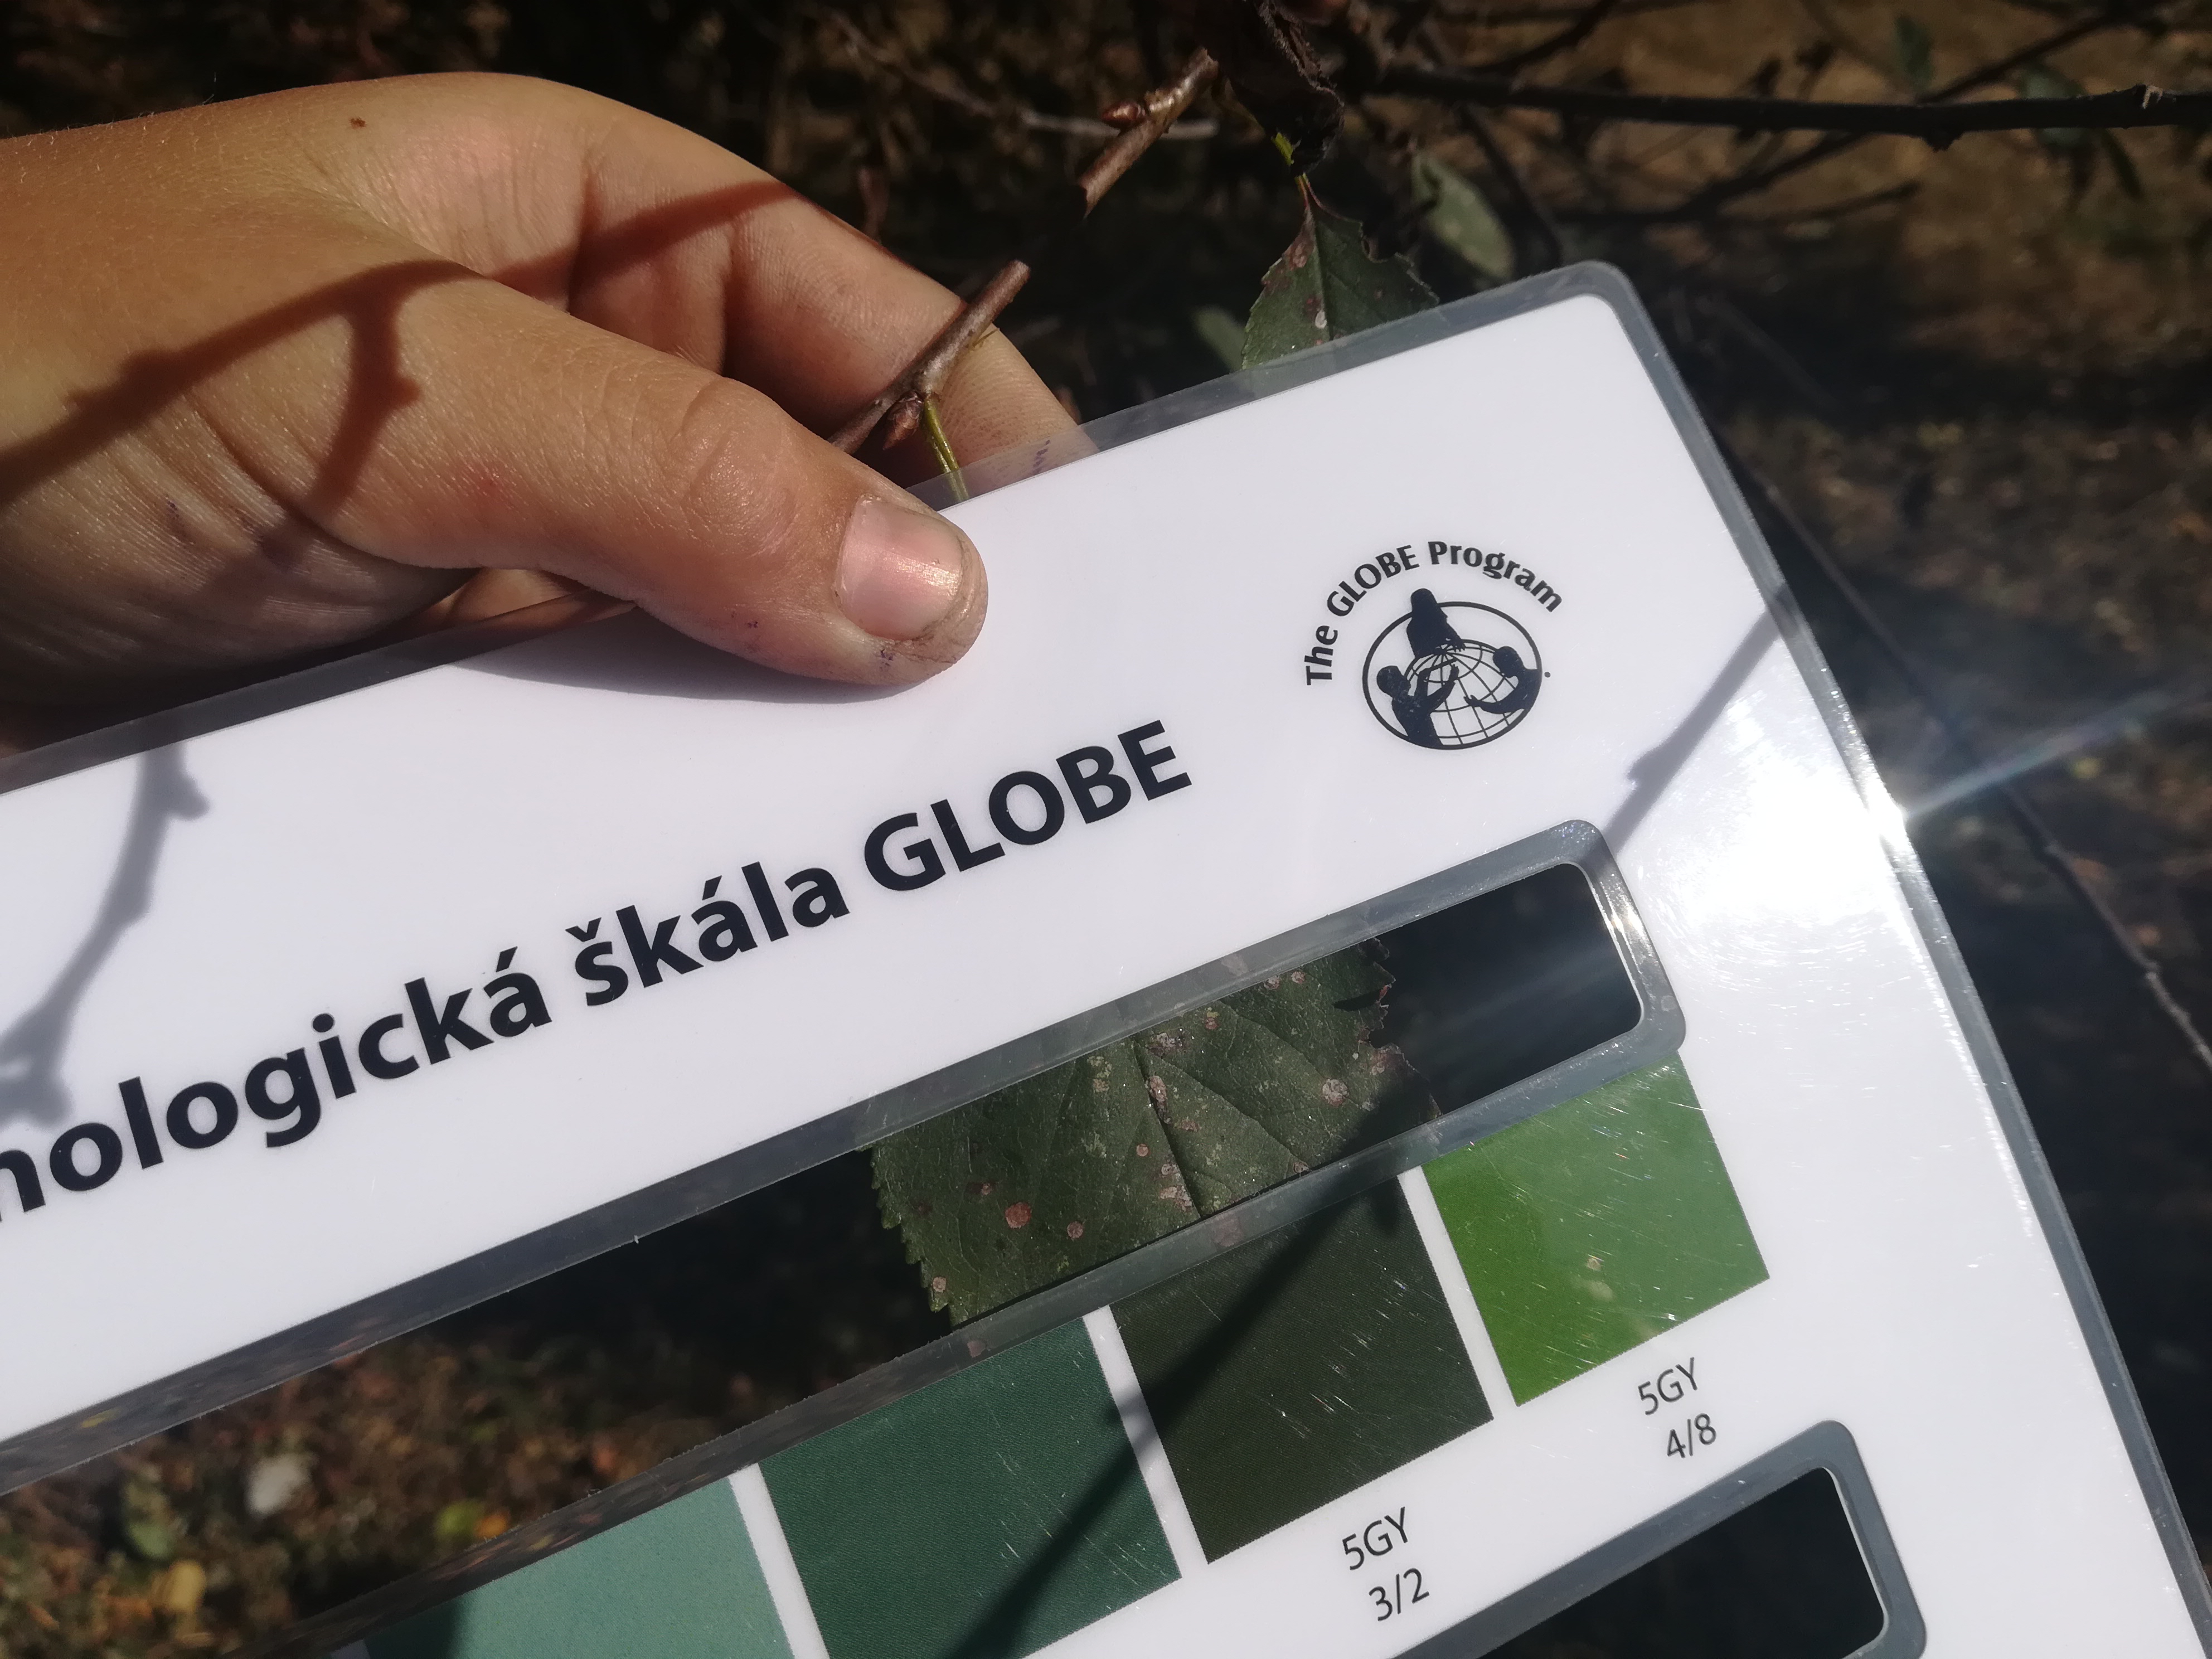 The GLOBE Program
nologická škála GLOBE
5GY
4/8
5GY
3/2